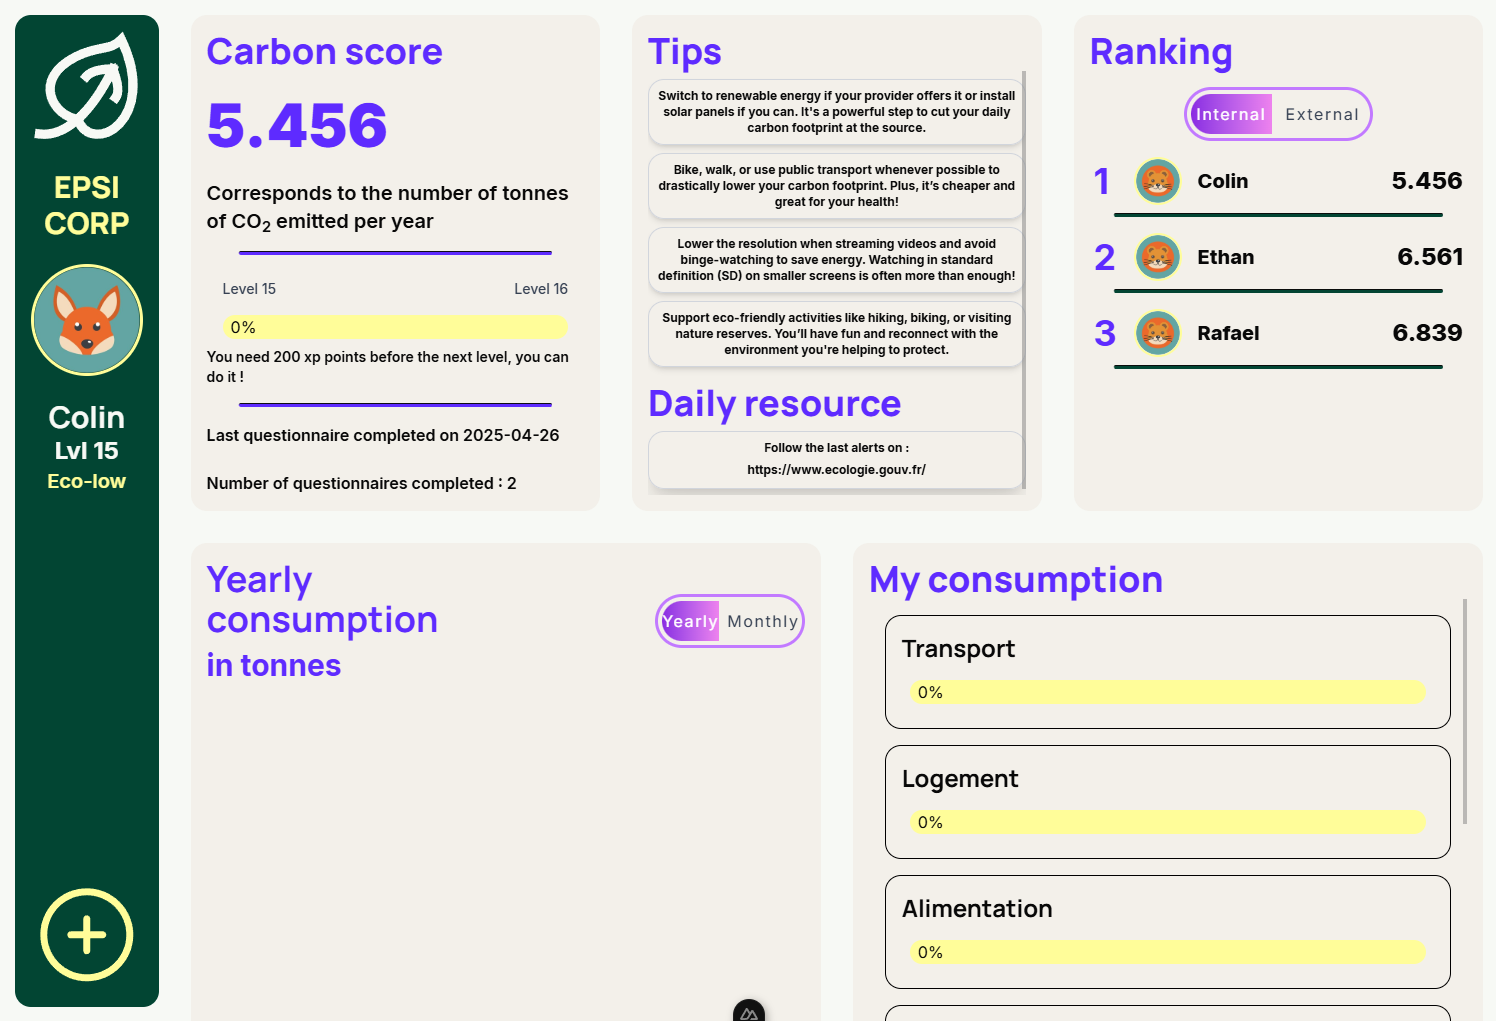 EPSI
CORP
Colin
Lvl 15
Eco-low
Carbon score
5.456
Corresponds to the number of tonnes
of CO₂ emitted per year
Level 15
Level 16
0%
You need 200 xp points before the next level, you can
do it !
Last questionnaire completed on 2025-04-26
Number of questionnaires completed : 2
Tips
Switch to renewable energy if your provider offers it or install
solar panels if you can. It's a powerful step to cut your daily
carbon footprint at the source.
Bike, walk, or use public transport whenever possible to
drastically lower your carbon footprint. Plus, it’s cheaper and
great for your health!
Lower the resolution when streaming videos and avoid
binge-watching to save energy. Watching in standard
definition (SD) on smaller screens is often more than enough!
Support eco-friendly activities like hiking, biking, or visiting
nature reserves. You’ll have fun and reconnect with the
environment you're helping to protect.
Daily resource
Follow the last alerts on :
https://www.ecologie.gouv.fr/
Ranking
Internal External
1 Colin 5.456
2 Ethan 6.561
3 Rafael 6.839
Yearly
consumption
in tonnes
Yearly Monthly
My consumption
Transport
0%
Logement
0%
Alimentation
0%